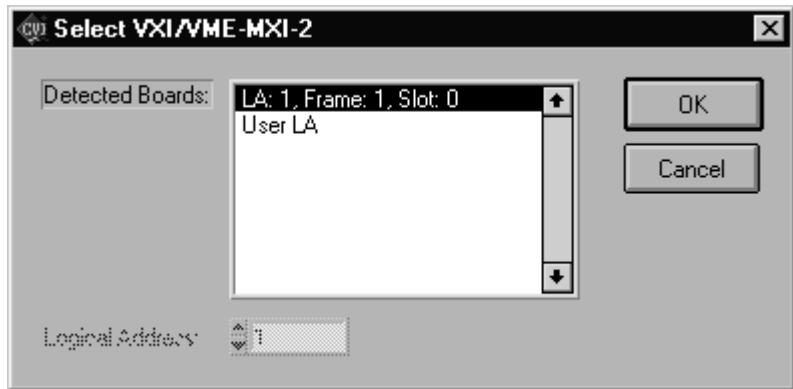 CVI Select VXI/VME-MXI-2
Detected Boards:
LA: 1, Frame: 1, Slot: 0
User LA
OK
Cancel
Logical Address: 1